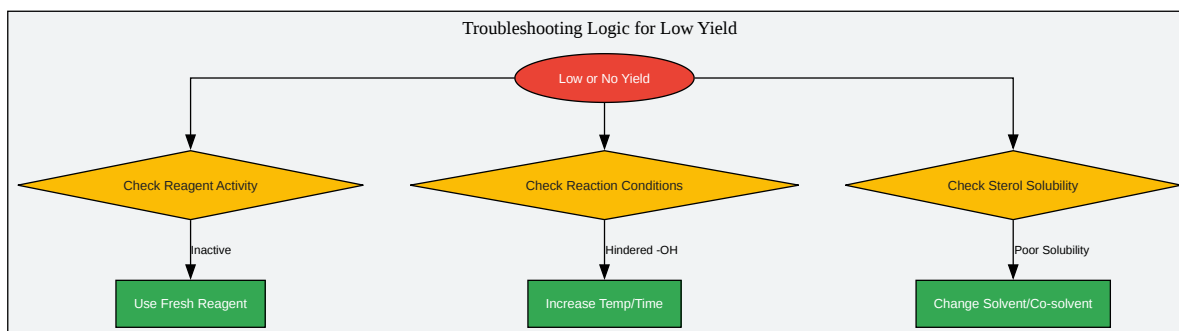 Troubleshooting Logic for Low Yield
Low or No Yield
Check Reagent Activity
Check Reaction Conditions
Check Sterol Solubility
Inactive
Hindered -OH
Poor Solubility
Use Fresh Reagent
Increase Temp/Time
Change Solvent/Co-solvent